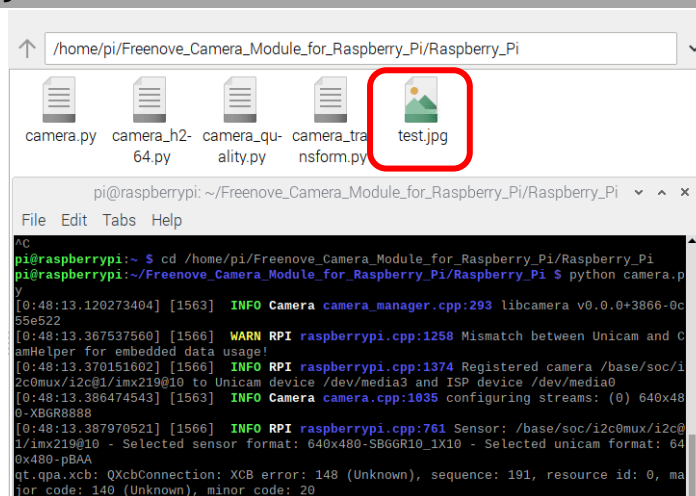 /home/pi/Freenove_Camera_Module_for_Raspberry_Pi/Raspberry_Pi
camera.py camera_h2- camera_qu- camera_tra test.jpg
64.py ality.py nsform.py
pi@raspberrypi: ~/Freenove_Camera_Module_for_Raspberry_Pi/Raspberry_Pi
File Edit Tabs Help
^C
pi@raspberrypi:~ $ cd /home/pi/Freenove_Camera_Module_for_Raspberry_Pi/Raspberry_Pi
pi@raspberrypi:~/Freenove_Camera_Module_for_Raspberry_Pi/Raspberry_Pi $ python camera.p
y
[0:48:13.120273404] [1563] INFO Camera camera_manager.cpp:293 libcamera v0.0.0+3866-0c
55e522
[0:48:13.367537560] [1566] WARN RPI raspberrypi.cpp:1258 Mismatch between Unicam and C
amHelper for embedded data usage!
[0:48:13.370151602] [1566] INFO RPI raspberrypi.cpp:1374 Registered camera /base/soc/i
2c0mux/i2c@1/imx219@10 to Unicam device /dev/media3 and ISP device /dev/media0
[0:48:13.386474543] [1563] INFO Camera camera.cpp:1035 configuring streams: (0) 640x48
0-XBGR8888
[0:48:13.387970521] [1566] INFO RPI raspberrypi.cpp:761 Sensor: /base/soc/i2c0mux/i2c@
1/imx219@10 - Selected sensor format: 640x480-SBGGR10_1X10 - Selected unicam format: 64
0x480-pBAA
qt.qpa.xcb: QXcbConnection: XCB error: 148 (Unknown), sequence: 191, resource id: 0, ma
jor code: 140 (Unknown), minor code: 20